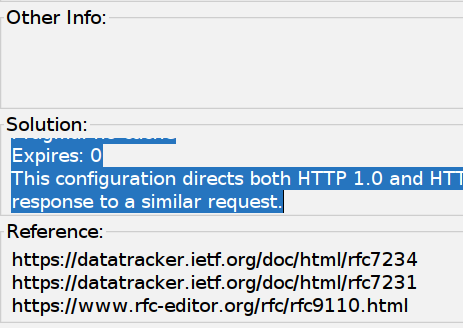 Other Info:
Solution:
Expires: 0
This configuration directs both HTTP 1.0 and HTT
response to a similar request.
Reference:
https://datatracker.ietf.org/doc/html/rfc7234
https://datatracker.ietf.org/doc/html/rfc7231
https://www.rfc-editor.org/rfc/rfc9110.html